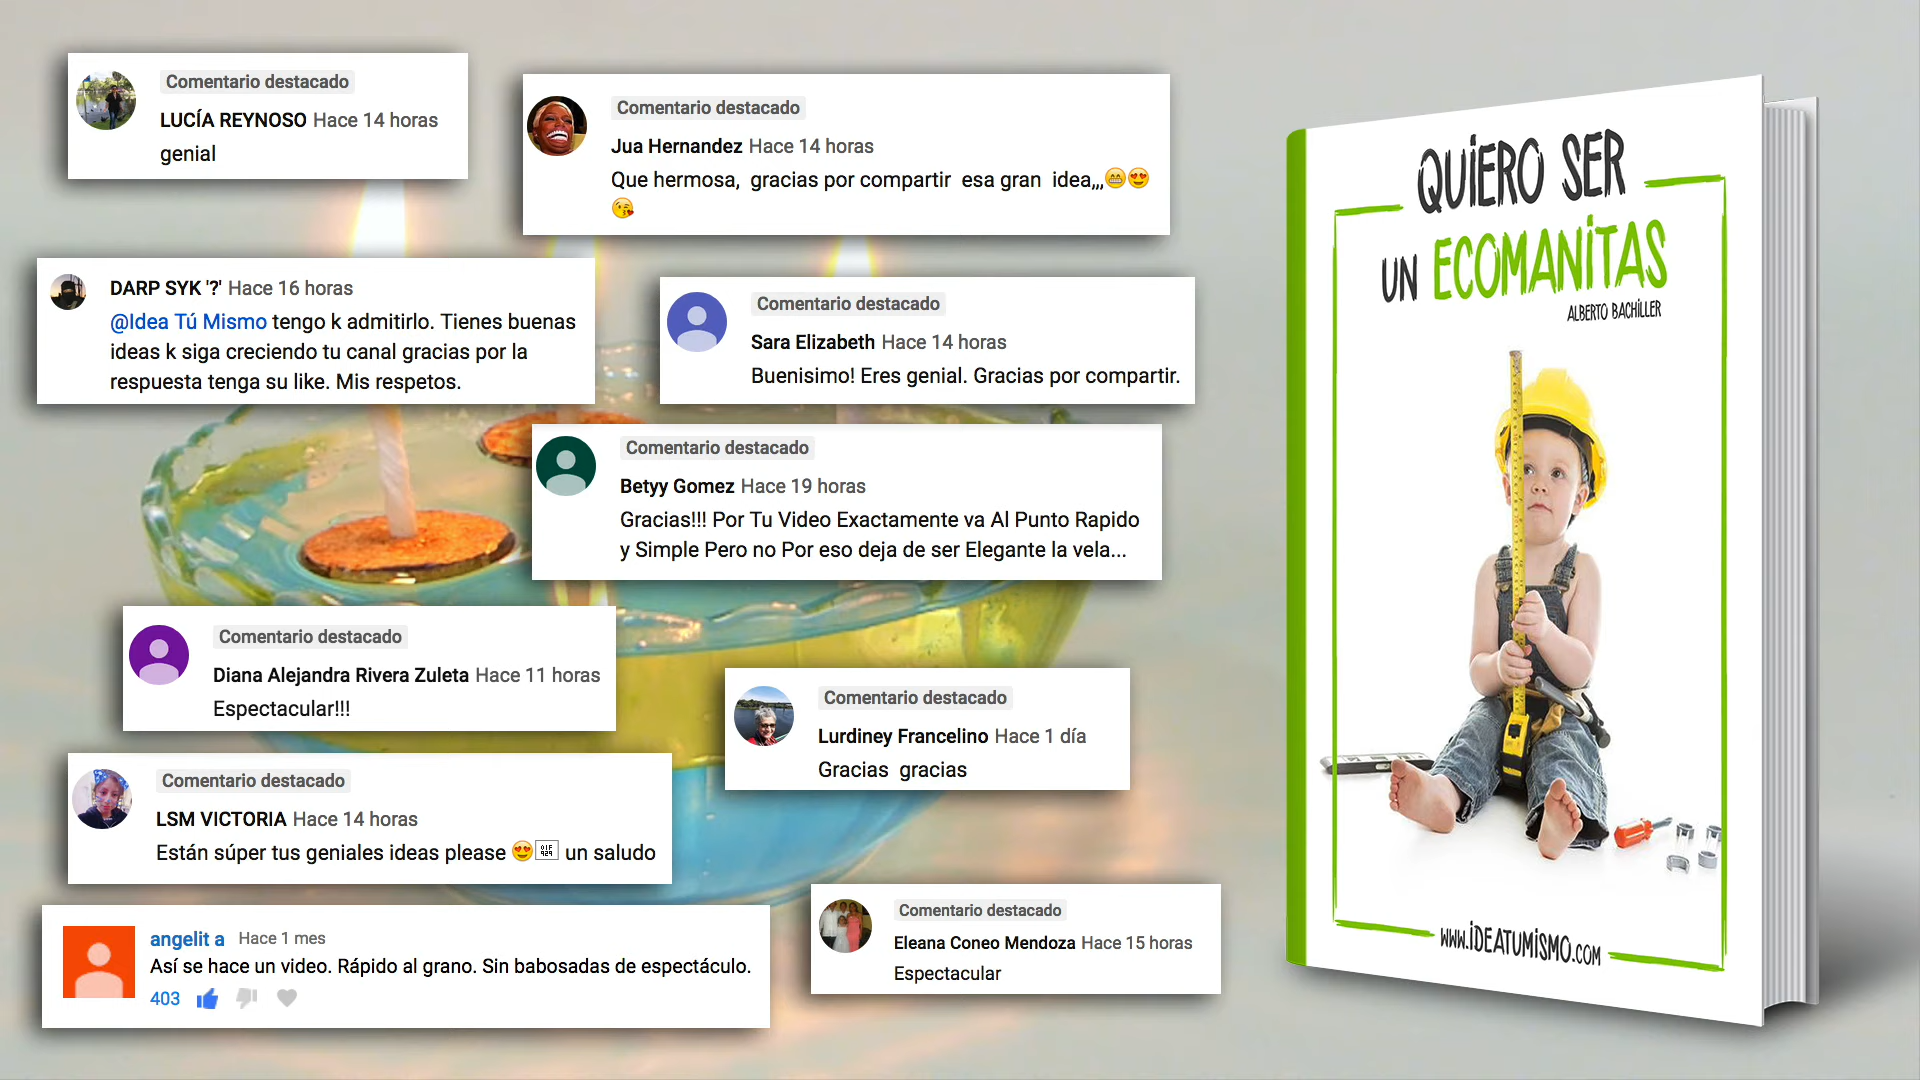 Comentario destacado
LUCÍA REYNOSO Hace 14 horas
genial
Comentario destacado
Jua Hernandez Hace 14 horas
Que hermosa, gracias por compartir esa gran idea,,,😁😍
😘
DARP SYK '?' Hace 16 horas
@Idea Tú Mismo tengo k admitirlo. Tienes buenas
ideas k siga creciendo tu canal gracias por la
respuesta tenga su like. Mis respetos.
Comentario destacado
Sara Elizabeth Hace 14 horas
Buenisimo! Eres genial. Gracias por compartir.
Comentario destacado
Betyy Gomez Hace 19 horas
Gracias!!! Por Tu Video Exactamente va Al Punto Rapido
y Simple Pero no Por eso deja de ser Elegante la vela...
Comentario destacado
Diana Alejandra Rivera Zuleta Hace 11 horas
Espectacular!!!
Comentario destacado
Lurdiney Francelino Hace 1 día
Gracias gracias
Comentario destacado
LSM VICTORIA Hace 14 horas
Están súper tus geniales ideas please 😍 un saludo
Comentario destacado
Eleana Coneo Mendoza Hace 15 horas
Espectacular
angelit a Hace 1 mes
Así se hace un video. Rápido al grano. Sin babosadas de espectáculo.
403
QUIERO SER
UN ECOMANITAS
ALBERTO BACHILLER
WWW.IDEATUMISMO.COM